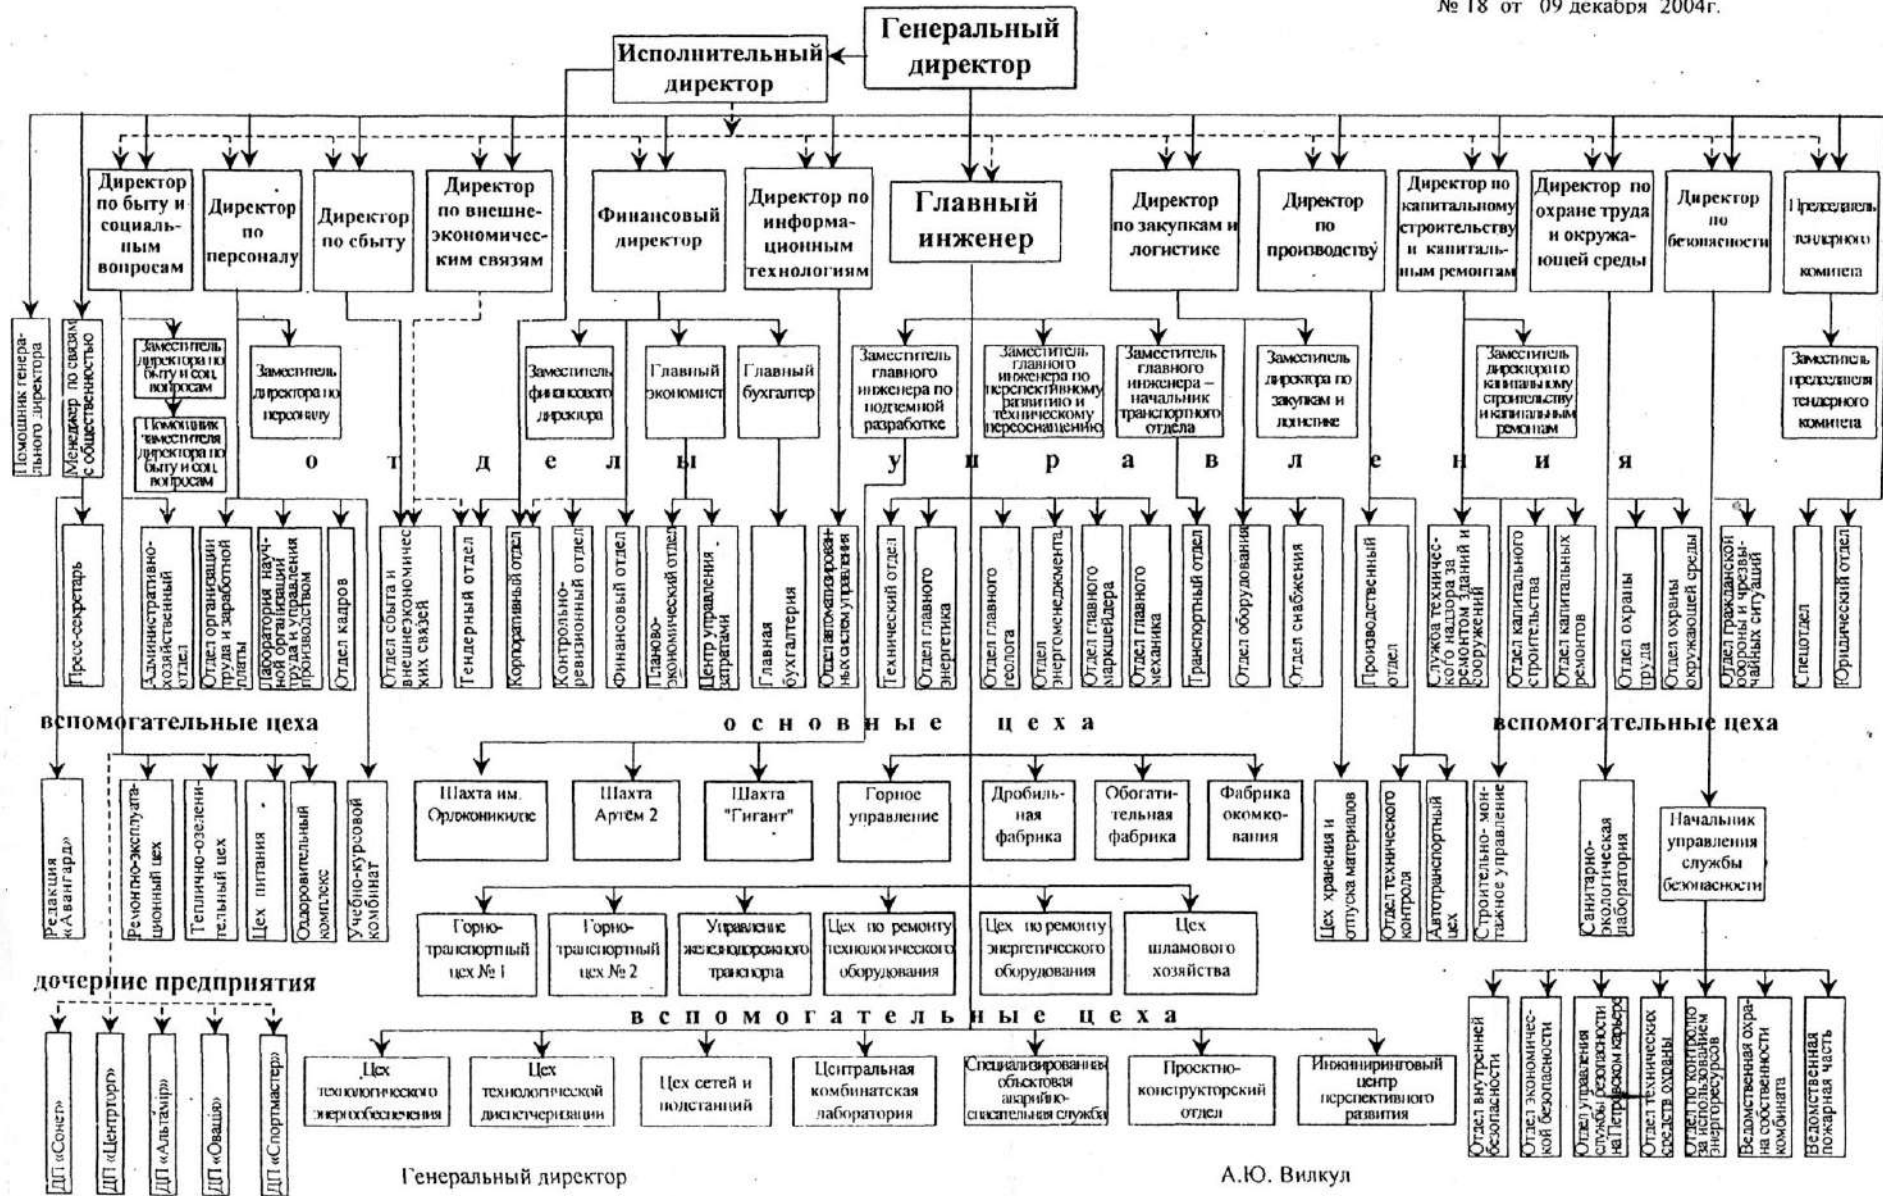 № 18 от 09 декабря 2004г.
Генеральный
директор
Исполнительный
директор
Директор
по быту и
социаль-
ным
вопросам
Директор
по
персоналу
Директор
по сбыту
Директор
по внешне-
экономичес-
ким связям
Финансовый
директор
Директор по
информа-
ционным
технологиям
Главный
инженер
Директор
по закупкам и
логистике
Директор
по
производству
Директор по
капитальному
строительству
и капиталь-
ным ремонтам
Директор по
охране труда
и окружа-
ющей среды
Директор
по
безопасности
Председатель
тендерного
комитета
Помощник генера-
льного директора
Менеджер по связям
с общественностью
Заместитель
директора по
быту и соц.
вопросам
Помощник
заместителя
директора по
быту и соц.
вопросам
Заместитель
директора по
персоналу
Заместитель
финансового
директора
Главный
экономист
Главный
бухгалтер
Заместитель
главного
инженера по
подземной
разработке
Заместитель
главного
инженера по
перспективному
развитию и
техническому
переоснащению
Заместитель
главного
инженера –
начальник
транспортного
отдела
Заместитель
директора по
закупкам и
логистике
Заместитель
директора по
капитальному
строительству
и капитальным
ремонтам
Заместитель
председателя
тендерного
комитета
о т д е л ы у п р а в л е н и я
Пресс-секретарь
Административно-
хозяйственный
отдел
Отдел организации
труда и заработной
платы
Лаборатория науч-
ной организации
труда и управления
производством
Отдел кадров
Отдел сбыта и
внешнеэкономичес
ких связей
Тендерный отдел
Корпоративный отдел
Контрольно-
ревизионный отдел
Финансовый отдел
Планово-
экономический отдел
Центр управления
затратами
Главная
бухгалтерия
Отдел автоматизирован-
ных систем управления
Технический отдел
Отдел главного
энергетика
Отдел главного
геолога
Отдел
энергоменеджмента
Отдел главного
маркшейдера
Отдел главного
механика
Транспортный отдел
Отдел оборудования
Отдел снабжения
Производственный
отдел
Служба техничес-
кого надзора за
ремонтом зданий и
сооружений
Отдел капитального
строительства
Отдел капитальных
ремонтов
Отдел охраны
труда
Отдел охраны
окружающей среды
Отдел гражданской
обороны и чрезвы-
чайных ситуаций
Спецотдел
Юридический отдел
вспомогательные цеха
о с н о в н ы е ц е х а
вспомогательные цеха
Редакция
«Авангард»
Ремонтно-эксплуата-
ционный цех
Теплично-озелени-
тельный цех
Цех питания
Оздоровительный
комплекс
Учебно-курсовой
комбинат
Шахта им.
Орджоникидзе
Шахта
Артём 2
Шахта
"Гигант"
Горное
управление
Дробиль-
ная
фабрика
Обогати-
тельная
фабрика
Фабрика
окомко-
вания
Цех хранения и
отпуска материалов
Отдел технического
контроля
Автотранспортный
цех
Строительно- мон-
тажное управление
Санитарно-
экологическая
лаборатория
Начальник
управления
службы
безопасности
Горно-
транспортный
цех № 1
Горно-
транспортный
цех № 2
Управление
железнодорожного
транспорта
Цех по ремонту
технологического
оборудования
Цех по ремонту
энергетического
оборудования
Цех
шламового
хозяйства
дочерние предприятия
в с п о м о г а т е л ь н ы е ц е х а
ДП «Сонет»
ДП «Центрторг»
ДП «Альтамір»
ДП «Овація»
ДП «Спортмастер»
Цех
технологического
энергообеспечения
Цех
технологической
диспетчеризации
Цех сетей и
подстанций
Центральная
комбинатская
лаборатория
Специализированная
объектовая
аварийно-
спасательная служба
Проектно-
конструкторский
отдел
Инжиниринговый
центр
перспективного
развития
Отдел внутренней
безопасности
Отдел экономичес-
кой безопасности
Отдел управления
службы безопасности
на Петровском карьере
Отдел технических
средств охраны
Отдел по контролю
за использованием
энергоресурсов
Ведомственная охра-
на собственности
комбината
Ведомственная
пожарная часть
Генеральный директор
А.Ю. Вилкул